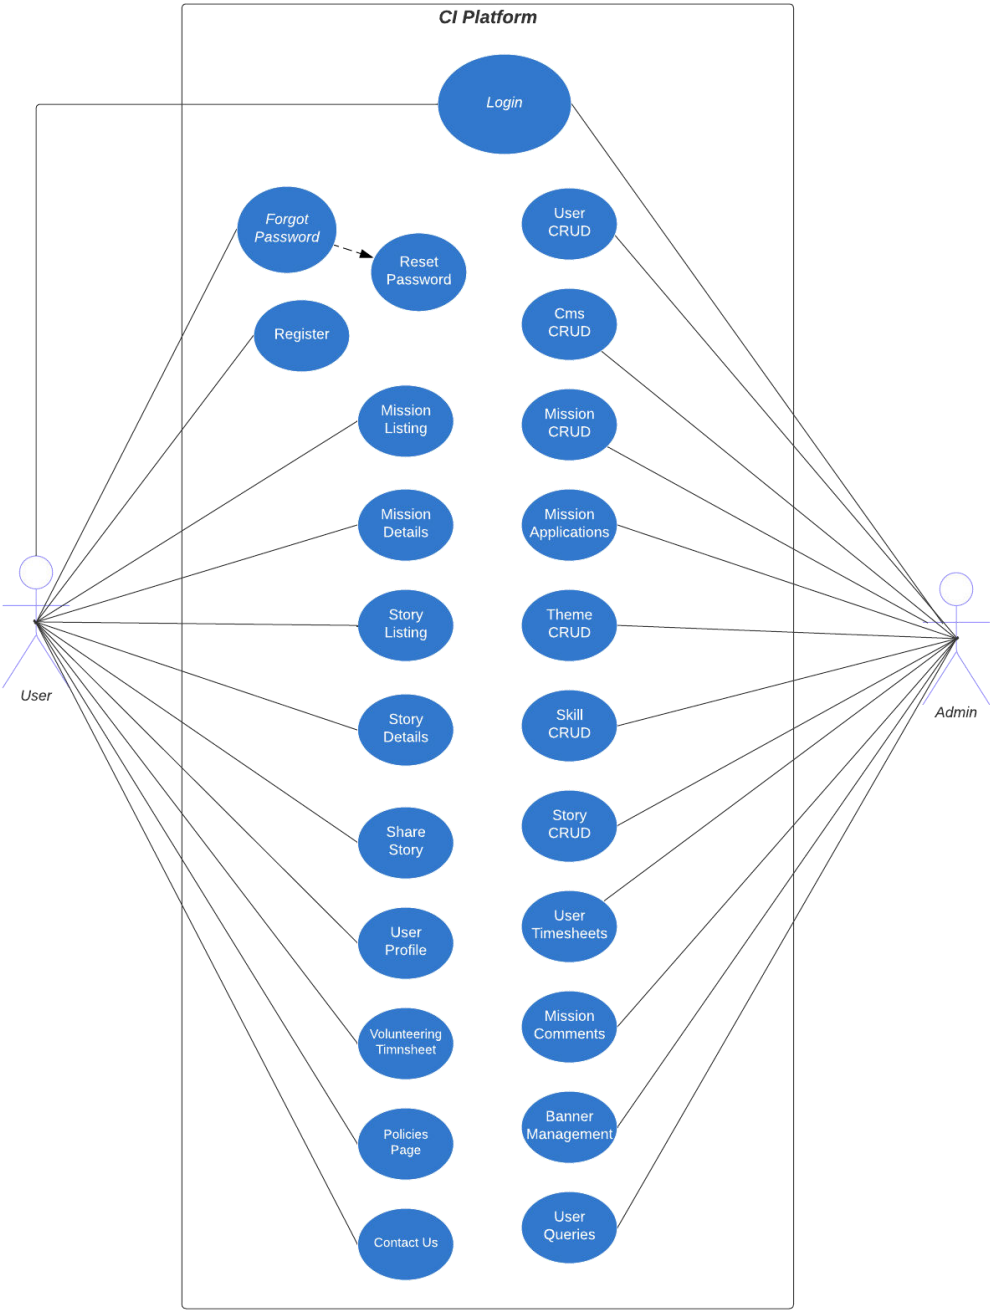 CI Platform
Login
Forgot
Password
Reset
Password
Register
Mission
Listing
Mission
Details
Story
Listing
Story
Details
Share
Story
User
Profile
Volunteering
Timnsheet
Policies
Page
Contact Us
User
CRUD
Cms
CRUD
Mission
CRUD
Mission
Applications
Theme
CRUD
Skill
CRUD
Story
CRUD
User
Timesheets
Mission
Comments
Banner
Management
User
Queries
User
Admin